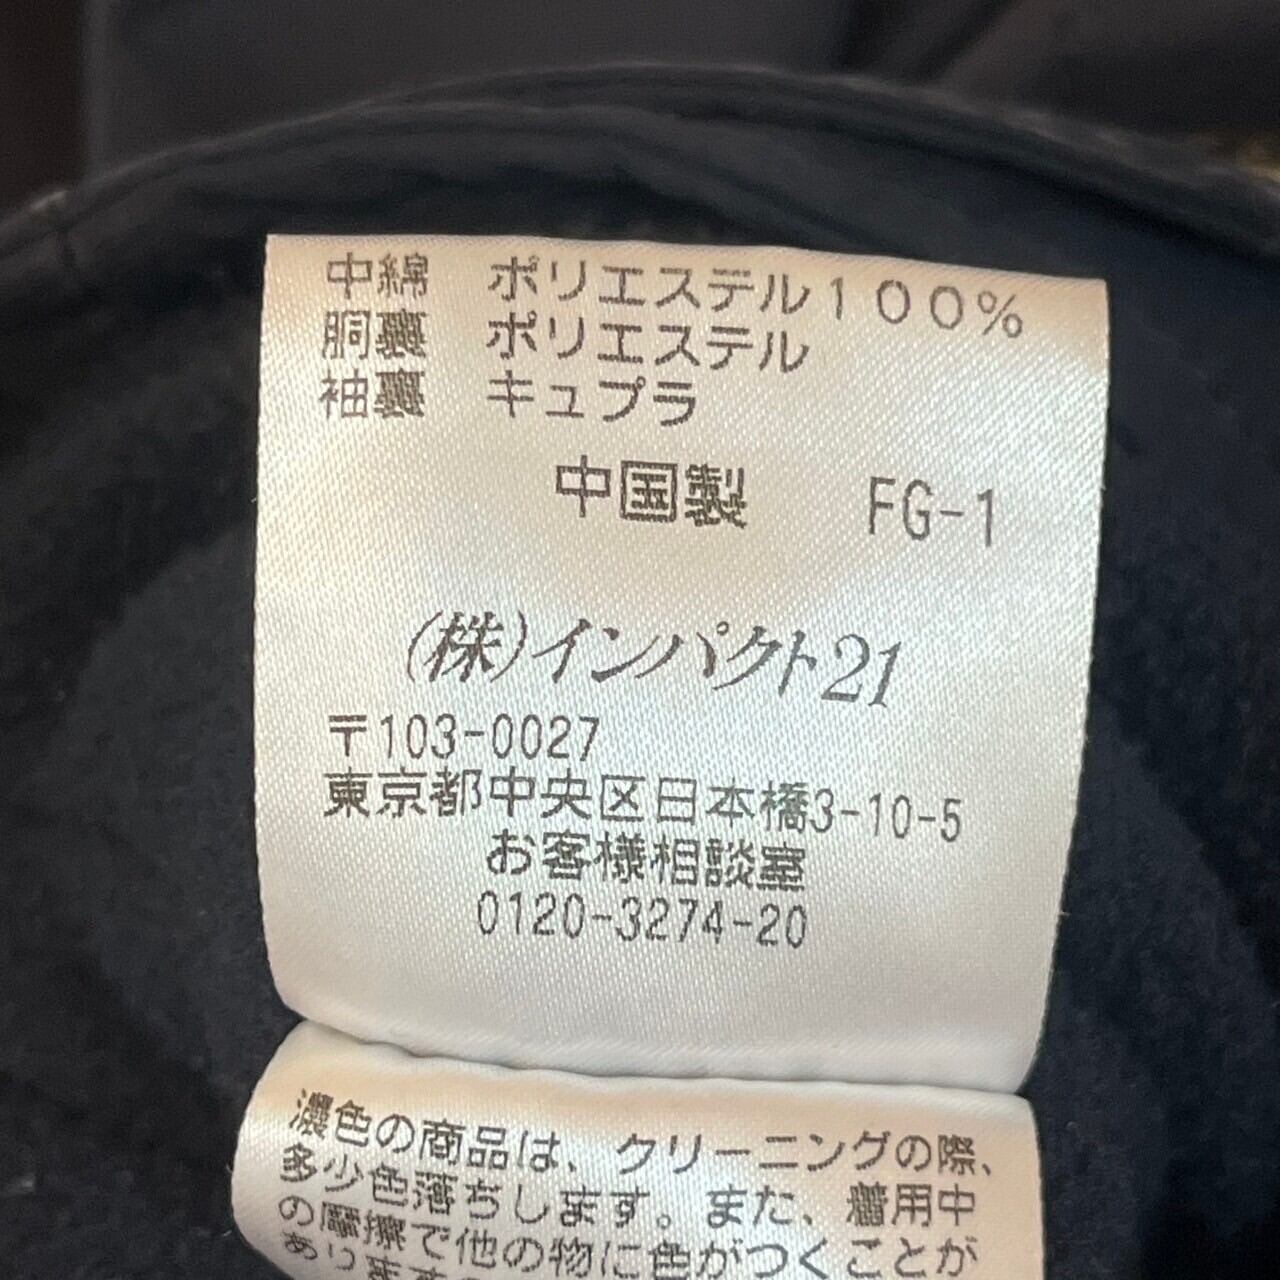 中綿 ポリエステル100%
胴裏 ポリエステル
袖裏 キュプラ
中国製 FG-1
(株)インパクト21
〒103-0027
東京都中央区日本橋3-10-5
お客様相談室
0120-3274-20
濃色の商品は、クリーニングの際、
多少色落ちします。また、着用中
の摩擦で他の物に色がつくことが
あります